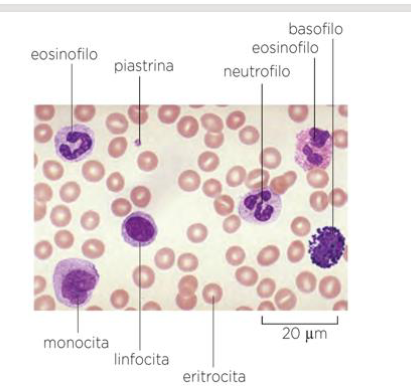 basofilo
eosinofilo
eosinofilo
piastrina
neutrofilo
20 μm
monocita
linfocita
eritrocita